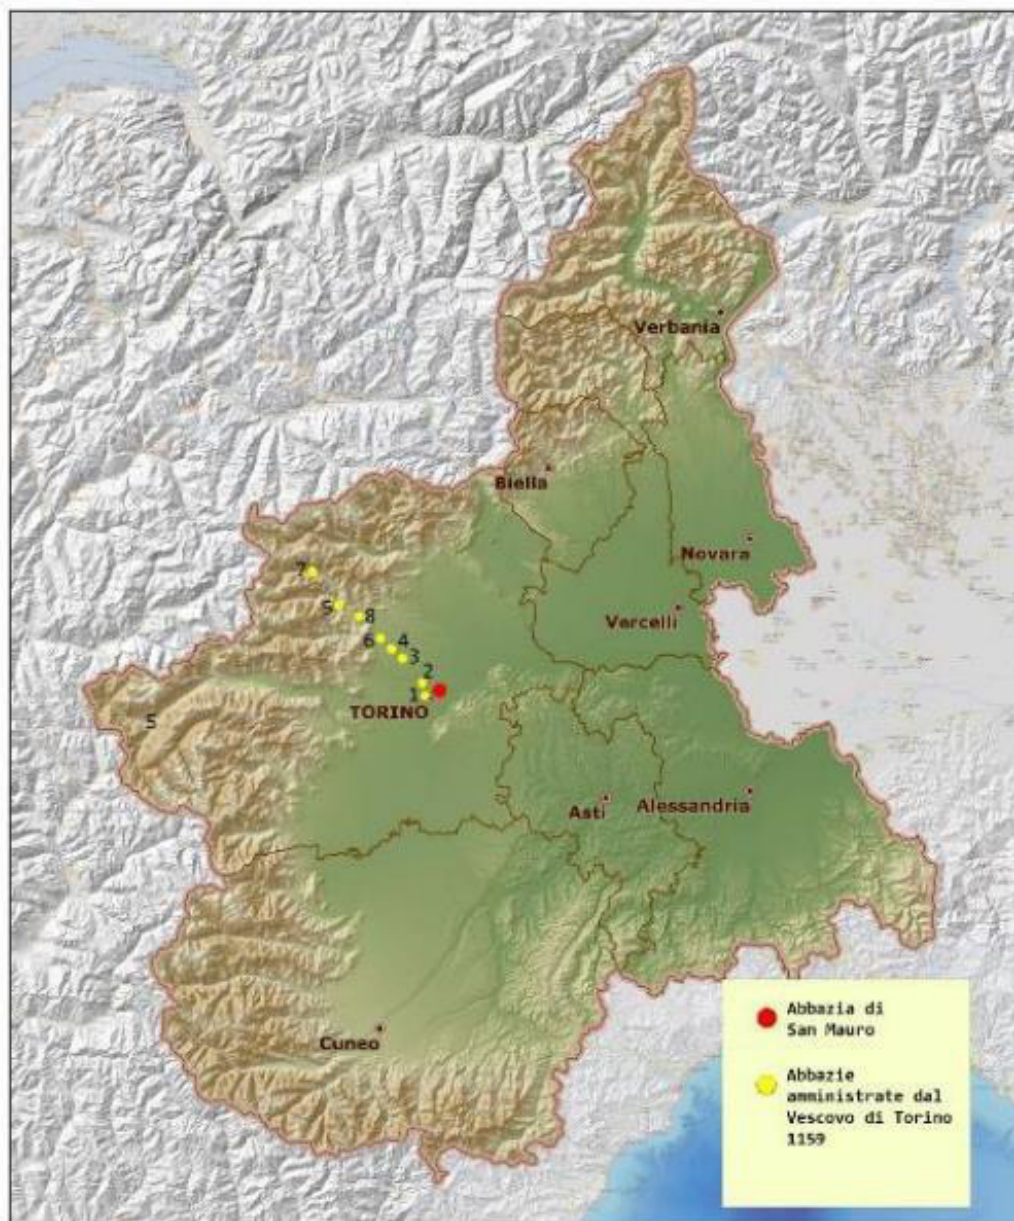 Verbania
Biella
Novara
7
5
8
Vercelli
4
6
3
2
1
TORINO
5
Asti
Alessandria
Cuneo
Abbazia di
San Mauro
Abbazie
amministrate dal
Vescovo di Torino
1159